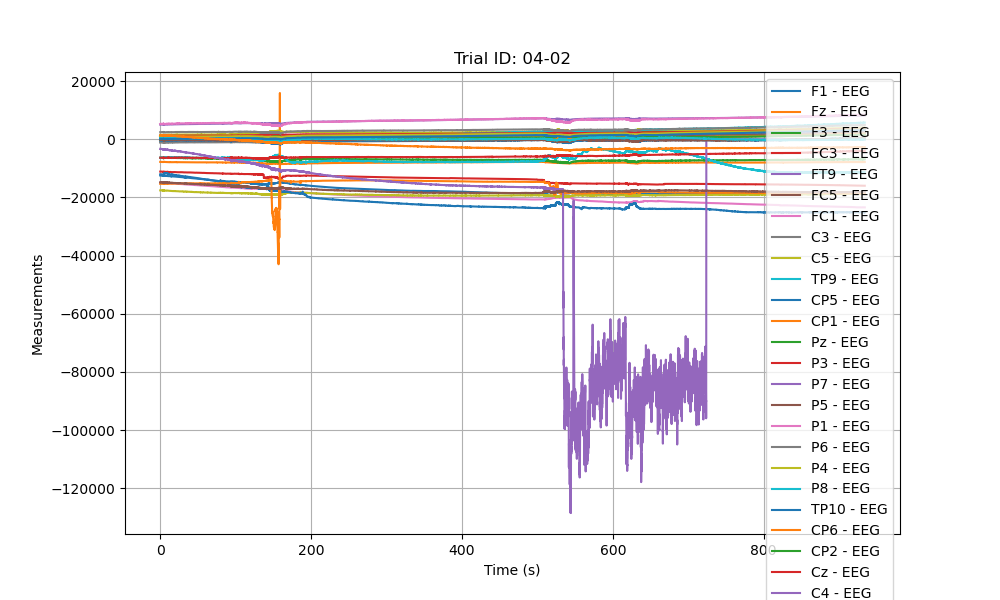 Trial ID: 04-02
20000
0
−20000
−40000
−60000
−80000
−100000
−120000
Measurements
0
200
400
600
800
Time (s)
F1 - EEG
Fz - EEG
F3 - EEG
FC3 - EEG
FT9 - EEG
FC5 - EEG
FC1 - EEG
C3 - EEG
C5 - EEG
TP9 - EEG
CP5 - EEG
CP1 - EEG
Pz - EEG
P3 - EEG
P7 - EEG
P5 - EEG
P1 - EEG
P6 - EEG
P4 - EEG
P8 - EEG
TP10 - EEG
CP6 - EEG
CP2 - EEG
Cz - EEG
C4 - EEG